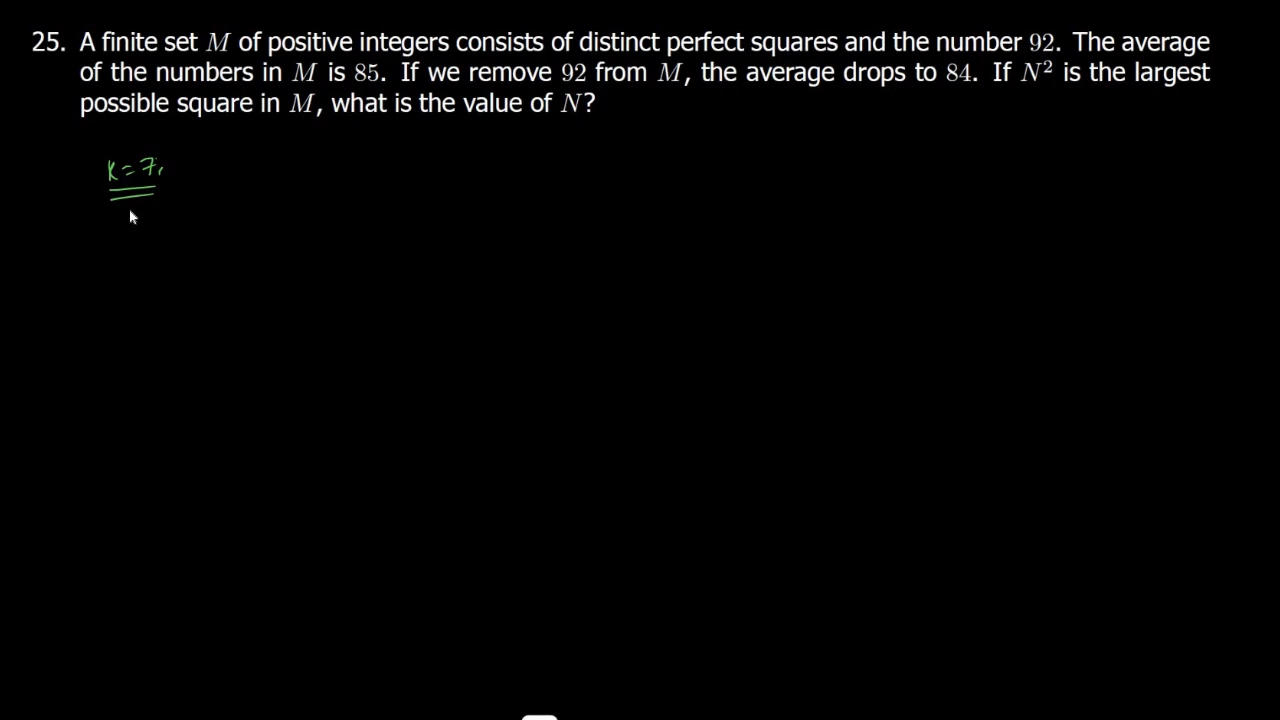 25. A finite set M of positive integers consists of distinct perfect squares and the number 92. The average
of the numbers in M is 85. If we remove 92 from M, the average drops to 84. If N² is the largest
possible square in M, what is the value of N?
K = 7,